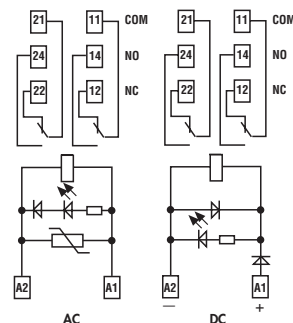 21 11 COM 21 11 COM
24 14 NO 24 14 NO
22 12 NC 22 12 NC
A2 A1 A2 A1
— +
AC DC